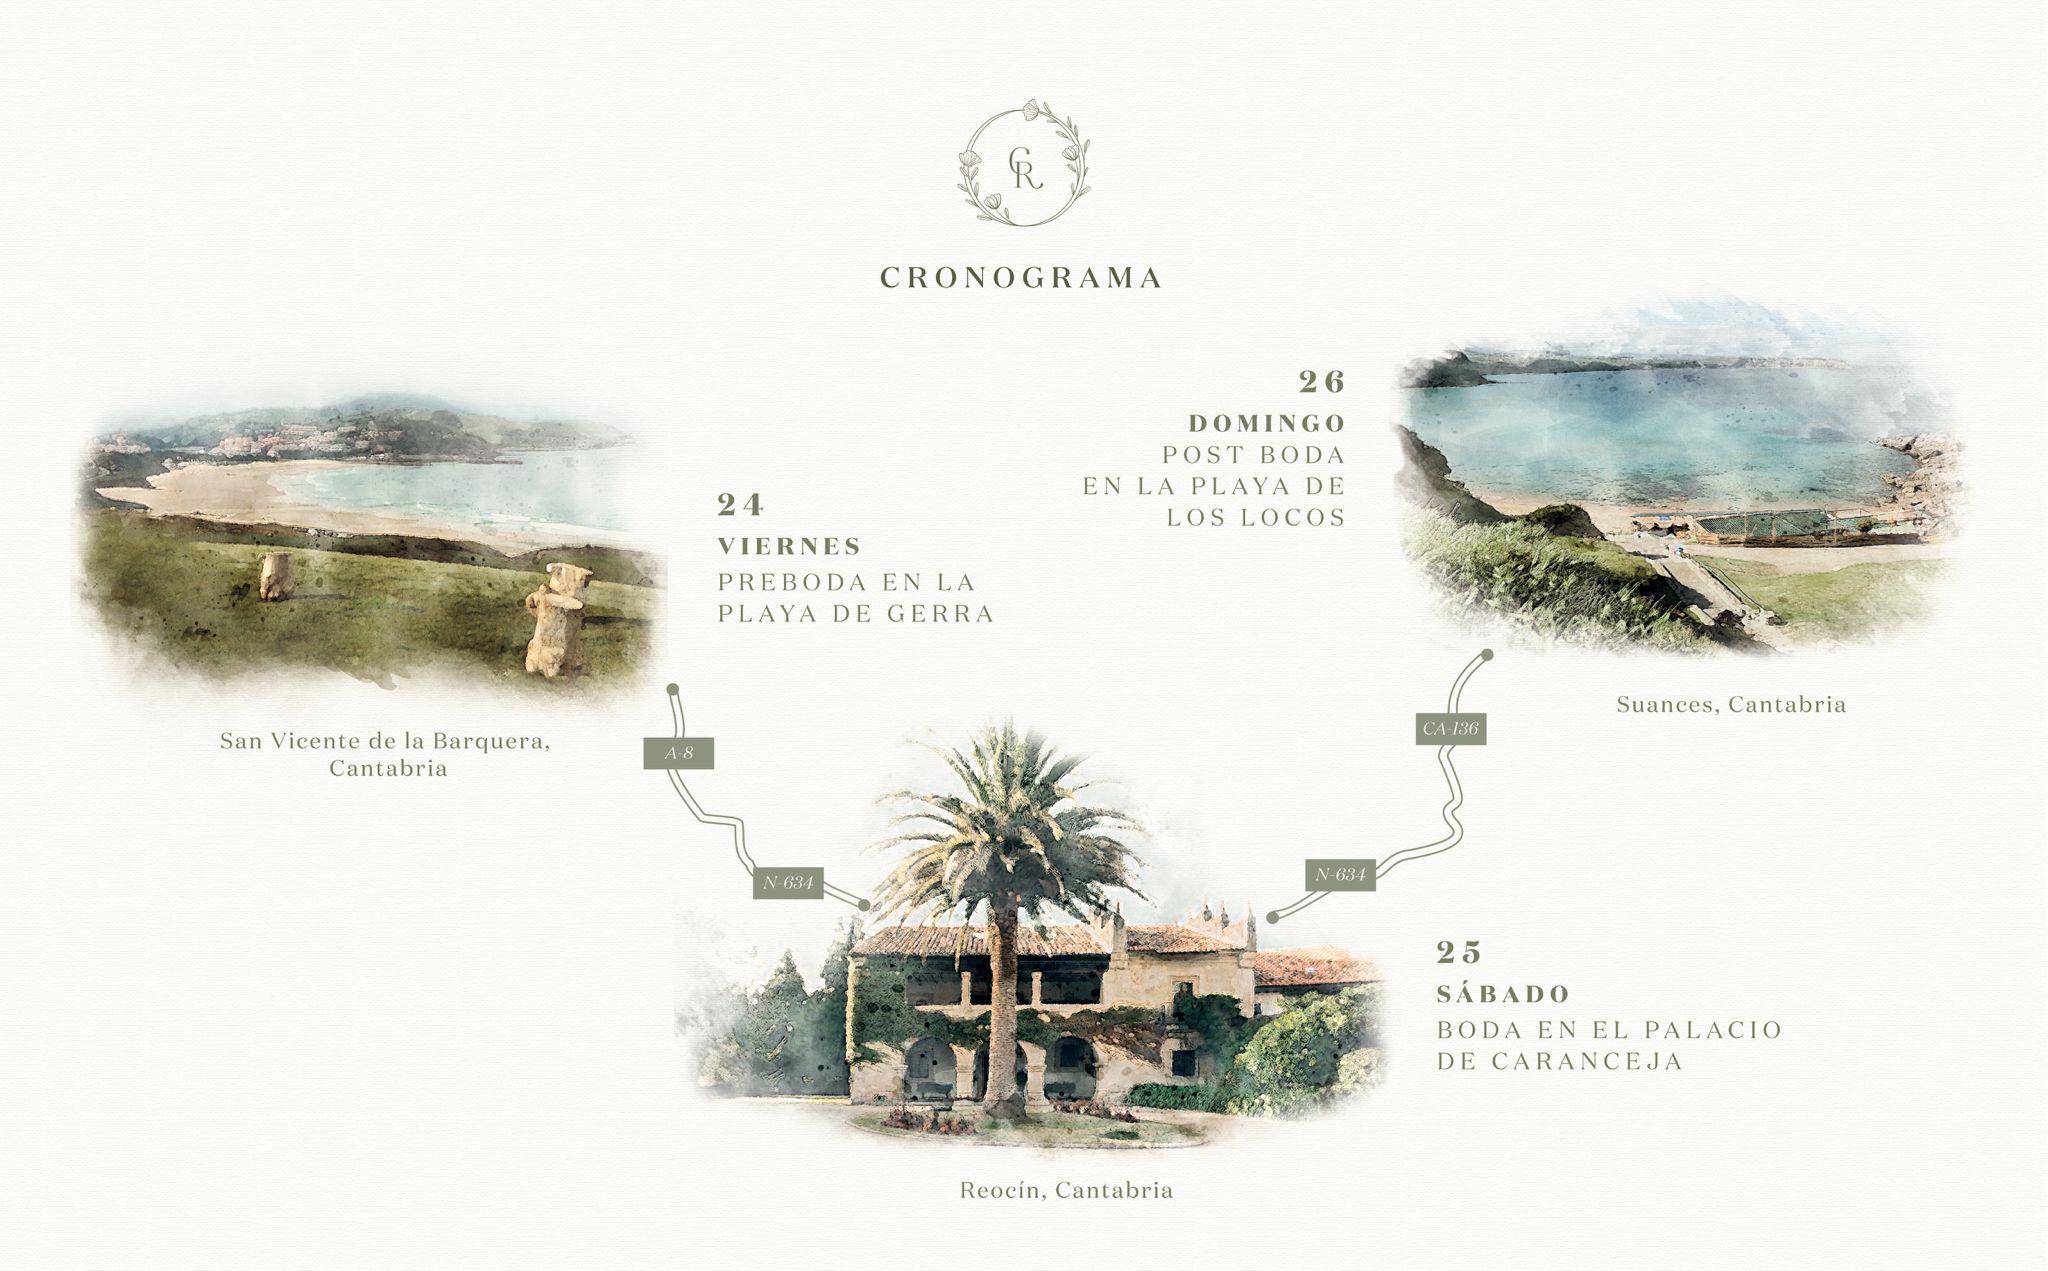 CR
CRONOGRAMA
24
VIERNES
PREBODA EN LA
PLAYA DE GERRA
San Vicente de la Barquera,
Cantabria
26
DOMINGO
POST BODA
EN LA PLAYA DE
LOS LOCOS
Suances, Cantabria
A-8
N-634
CA-136
N-634
25
SÁBADO
BODA EN EL PALACIO
DE CARANCEJA
Reocín, Cantabria